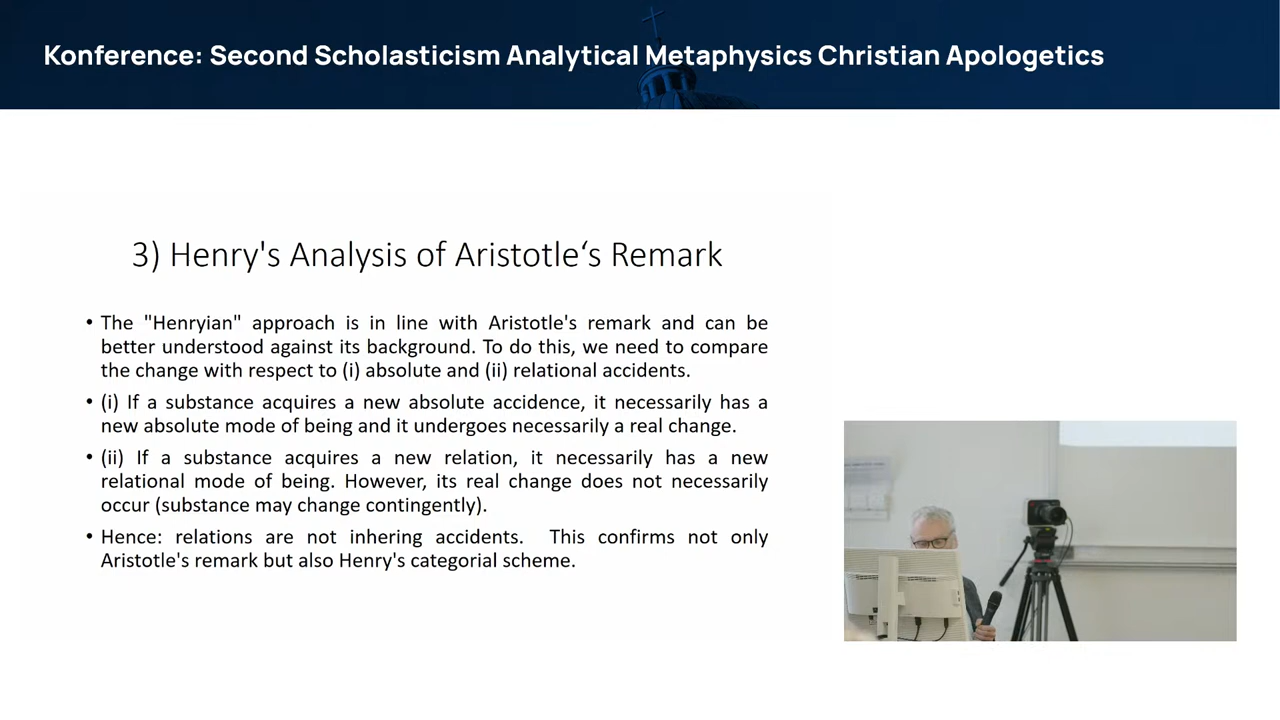 Konference: Second Scholasticism Analytical Metaphysics Christian Apologetics
3) Henry's Analysis of Aristotle‘s Remark
• The "Henryian" approach is in line with Aristotle's remark and can be
better understood against its background. To do this, we need to compare
the change with respect to (i) absolute and (ii) relational accidents.
• (i) If a substance acquires a new absolute accidence, it necessarily has a
new absolute mode of being and it undergoes necessarily a real change.
• (ii) If a substance acquires a new relation, it necessarily has a new
relational mode of being. However, its real change does not necessarily
occur (substance may change contingently).
• Hence: relations are not inhering accidents. This confirms not only
Aristotle's remark but also Henry's categorial scheme.